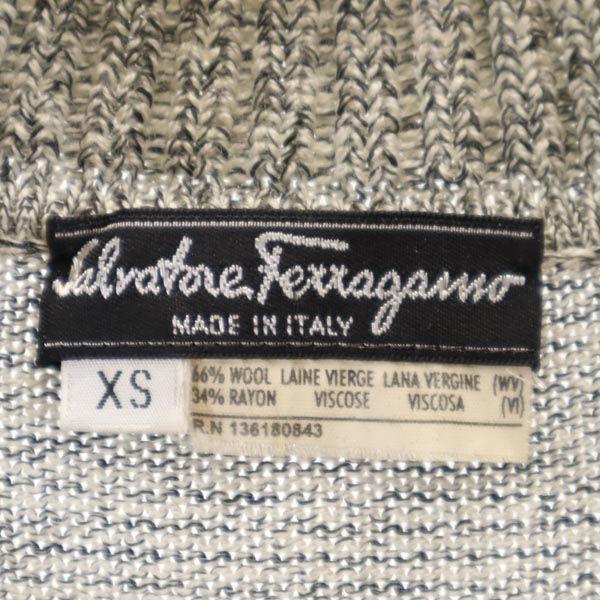 Salvatore Ferragamo
MADE IN ITALY
XS
66% WOOL LAINE VIERGE LANA VERGINE (WV)
34% RAYON VISCOSE VISCOSA (VI)
R.N 136180843